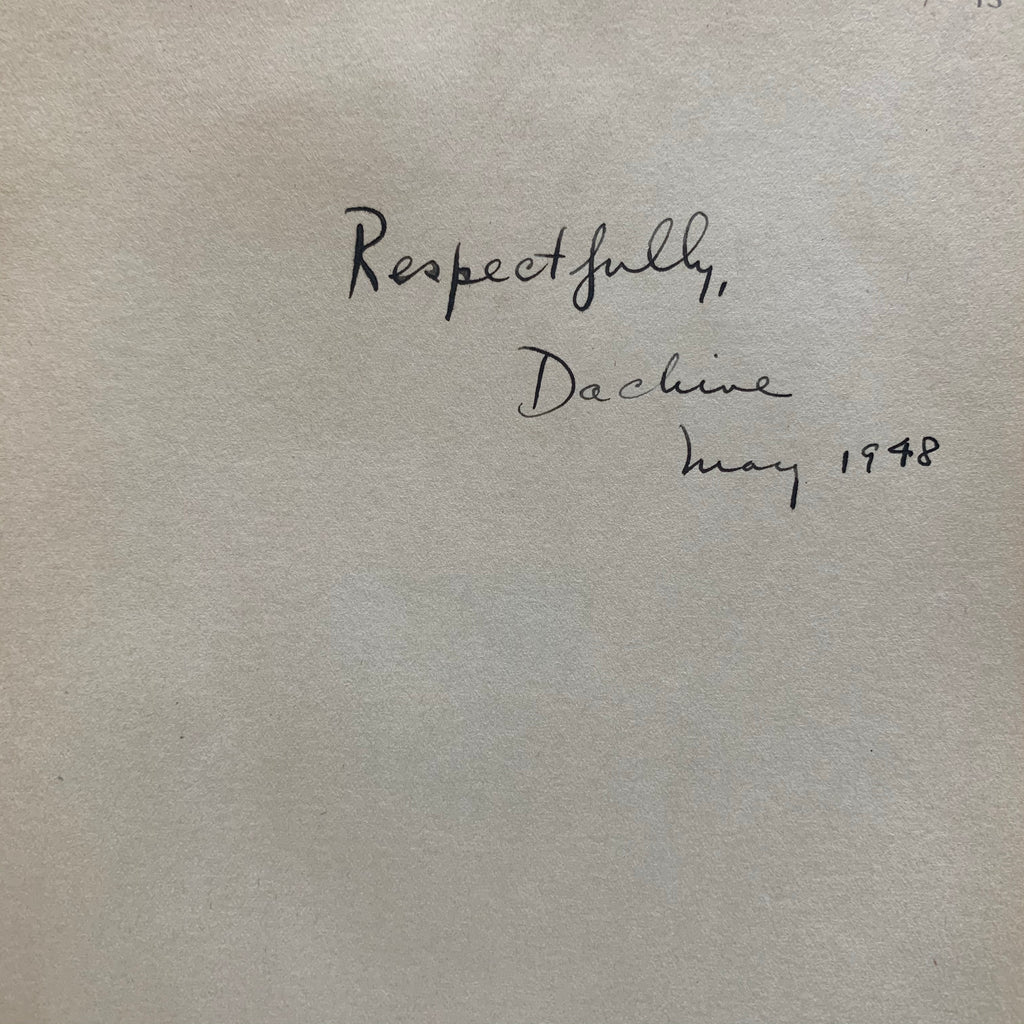 Respectfully,
Dachine
May 1948